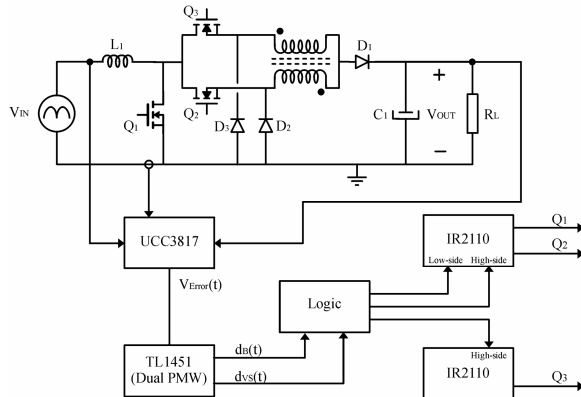 Q3
L1
D1
VIN
Q1
Q2
D3
D2
C1
+
VOUT
−
RL
UCC3817
VError(t)
TL1451
(Dual PMW)
dB(t)
dVS(t)
Logic
IR2110
Low-side High-side
Q1
Q2
High-side
IR2110
Q3